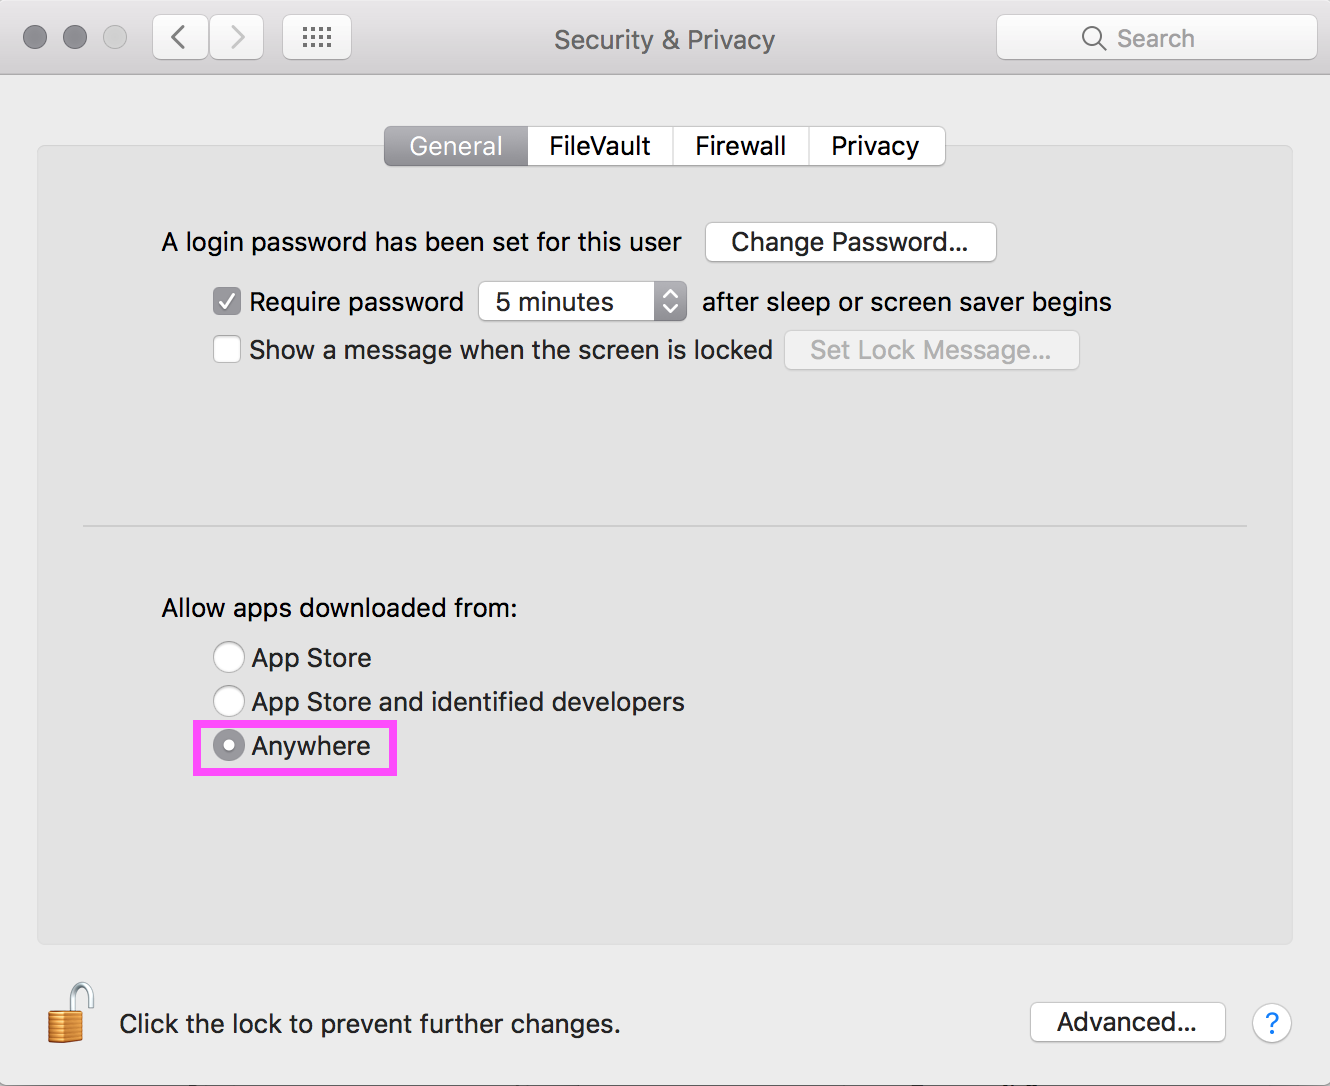 Security & Privacy
Search
General FileVault Firewall Privacy
A login password has been set for this user Change Password...
Require password 5 minutes after sleep or screen saver begins
Show a message when the screen is locked Set Lock Message...
Allow apps downloaded from:
App Store
App Store and identified developers
Anywhere
Click the lock to prevent further changes. Advanced... ?